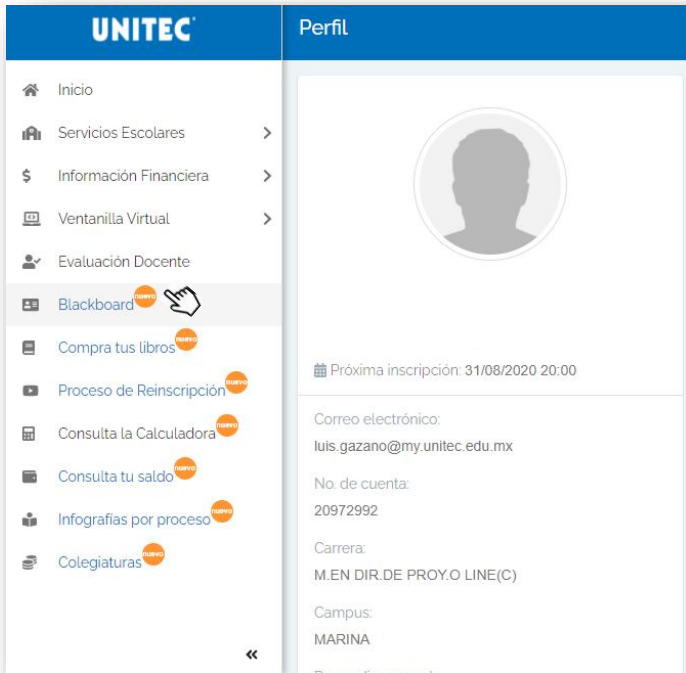 UNITEC
Perfil
Inicio
Servicios Escolares
$ Información Financiera
Ventanilla Virtual
Evaluación Docente
Blackboard nuevo
Compra tus libros nuevo
Proceso de Reinscripción nuevo
Consulta la Calculadora nuevo
Consulta tu saldo nuevo
Infografías por proceso nuevo
Colegiaturas nuevo
«
Próxima inscripción: 31/08/2020 20:00
Correo electrónico:
luis.gazano@my.unitec.edu.mx
No. de cuenta:
20972992
Carrera:
M.EN DIR.DE PROY.O LINE(C)
Campus:
MARINA